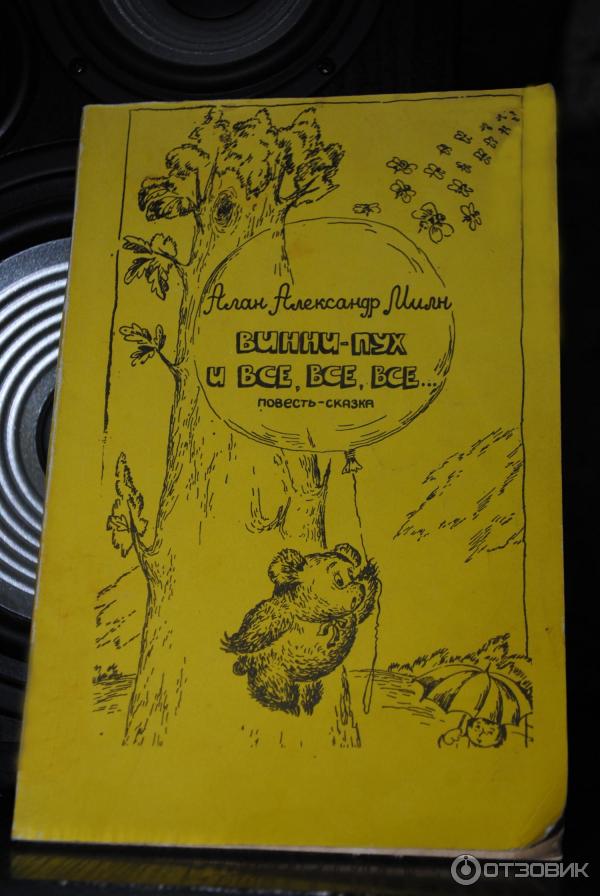 Алан Александр Милн
ВИННИ-ПУХ
И ВСЕ, ВСЕ, ВСЕ...
ПОВЕСТЬ-СКАЗКА
ОТЗОВИК